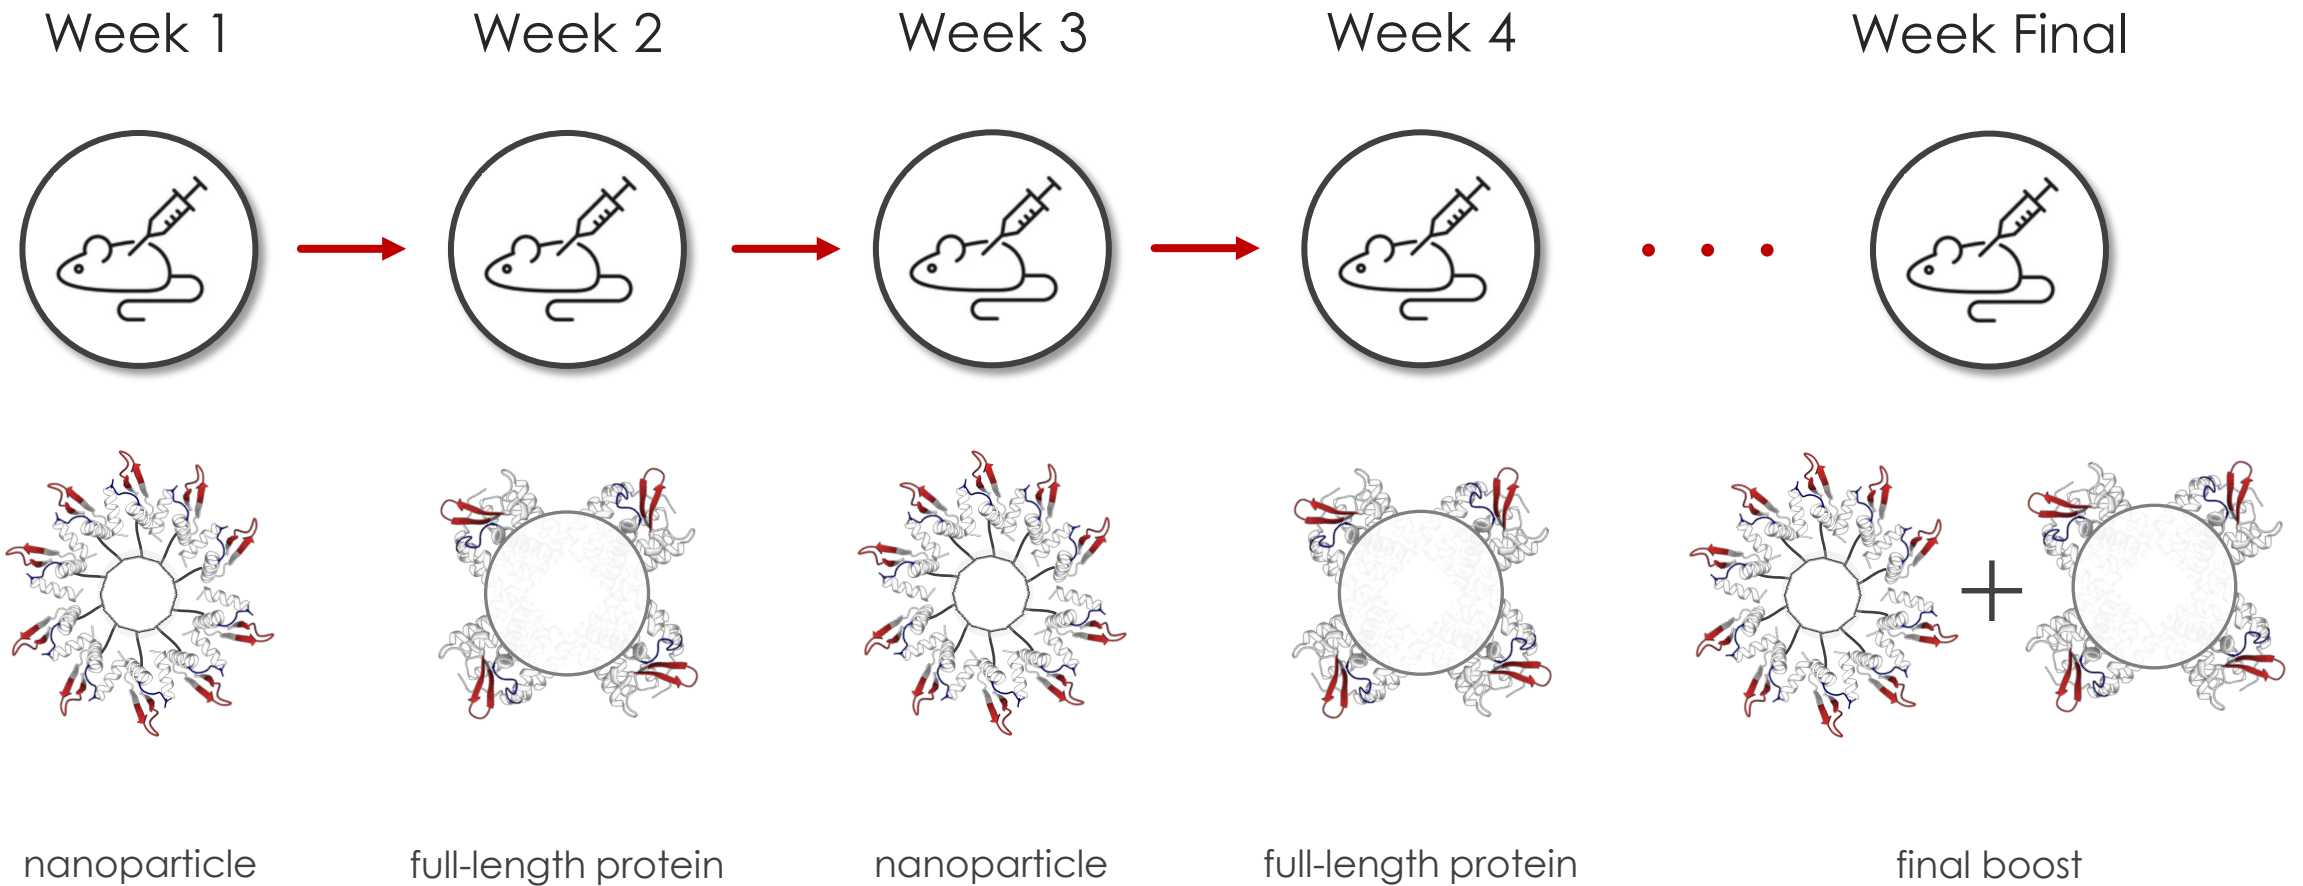 Week 1
Week 2
Week 3
Week 4
Week Final
+
nanoparticle
full-length protein
nanoparticle
full-length protein
final boost